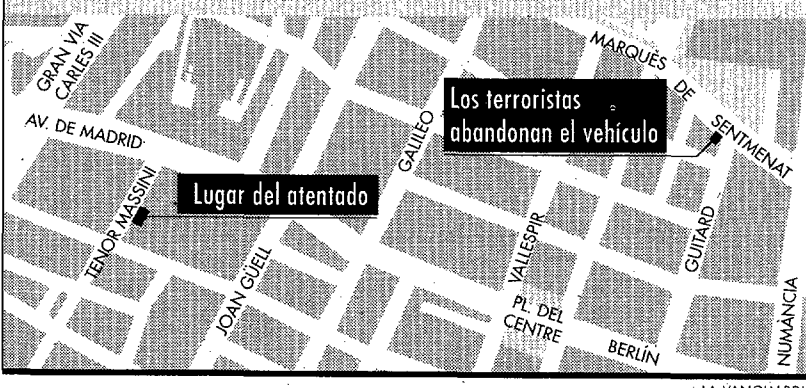 GRAN VIA
CARLES III
MARQUÈS DE SENTMENAT
Los terroristas
abandonan el vehículo
AV. DE MADRID
GALILEO
Lugar del atentado
TENOR MASSINI
JOAN GÜELL
VALLESPIR
GUITARD
NUMÀNCIA
PL. DEL
CENTRE
BERLÍN